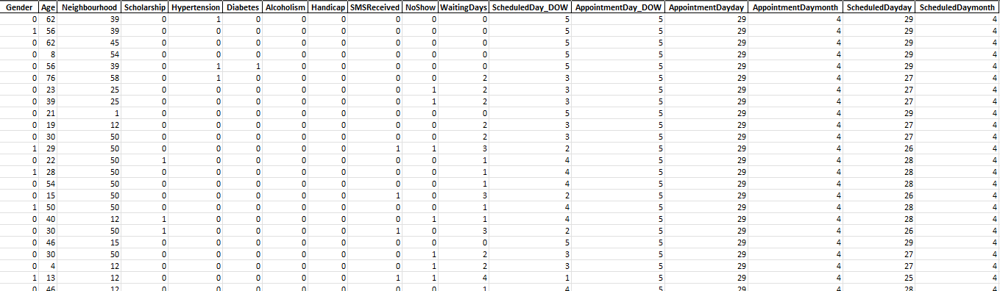 Gender Age Neighbourhood Scholarship Hypertension Diabetes Alcoholism Handicap SMSReceived NoShow WaitingDays ScheduledDay_DOW AppointmentDay_DOW AppointmentDayday AppointmentDaymonth ScheduledDayday ScheduledDaymonth
0 62 39 0 1 0 0 0 0 0 0 5 5 29 4 29 4
1 56 39 0 0 0 0 0 0 0 0 5 5 29 4 29 4
0 62 45 0 0 0 0 0 0 0 0 5 5 29 4 29 4
0 8 54 0 0 0 0 0 0 0 0 5 5 29 4 29 4
0 56 39 0 1 1 0 0 0 0 0 5 5 29 4 29 4
0 76 58 0 1 0 0 0 0 0 2 3 5 29 4 27 4
0 23 25 0 0 0 0 0 0 1 2 3 5 29 4 27 4
0 39 25 0 0 0 0 0 0 1 2 3 5 29 4 27 4
0 21 1 0 0 0 0 0 0 0 0 5 5 29 4 29 4
0 19 12 0 0 0 0 0 0 0 2 3 5 29 4 27 4
0 30 50 0 0 0 0 0 0 0 2 3 5 29 4 27 4
1 29 50 0 0 0 0 0 1 1 3 2 5 29 4 26 4
0 22 50 1 0 0 0 0 0 0 1 4 5 29 4 28 4
1 28 50 0 0 0 0 0 0 0 1 4 5 29 4 28 4
0 54 50 0 0 0 0 0 0 0 1 4 5 29 4 28 4
0 15 50 0 0 0 0 0 1 0 3 2 5 29 4 26 4
1 50 50 0 0 0 0 0 0 0 1 4 5 29 4 28 4
0 40 12 1 0 0 0 0 0 1 1 4 5 29 4 28 4
0 30 50 1 0 0 0 0 1 0 3 2 5 29 4 26 4
0 46 15 0 0 0 0 0 0 0 0 5 5 29 4 29 4
0 30 50 0 0 0 0 0 0 1 2 3 5 29 4 27 4
0 4 12 0 0 0 0 0 0 1 2 3 5 29 4 27 4
1 13 12 0 0 0 0 0 1 1 4 1 5 29 4 25 4
0 46 12 0 0 0 0 0 0 0 1 4 5 29 4 28 4